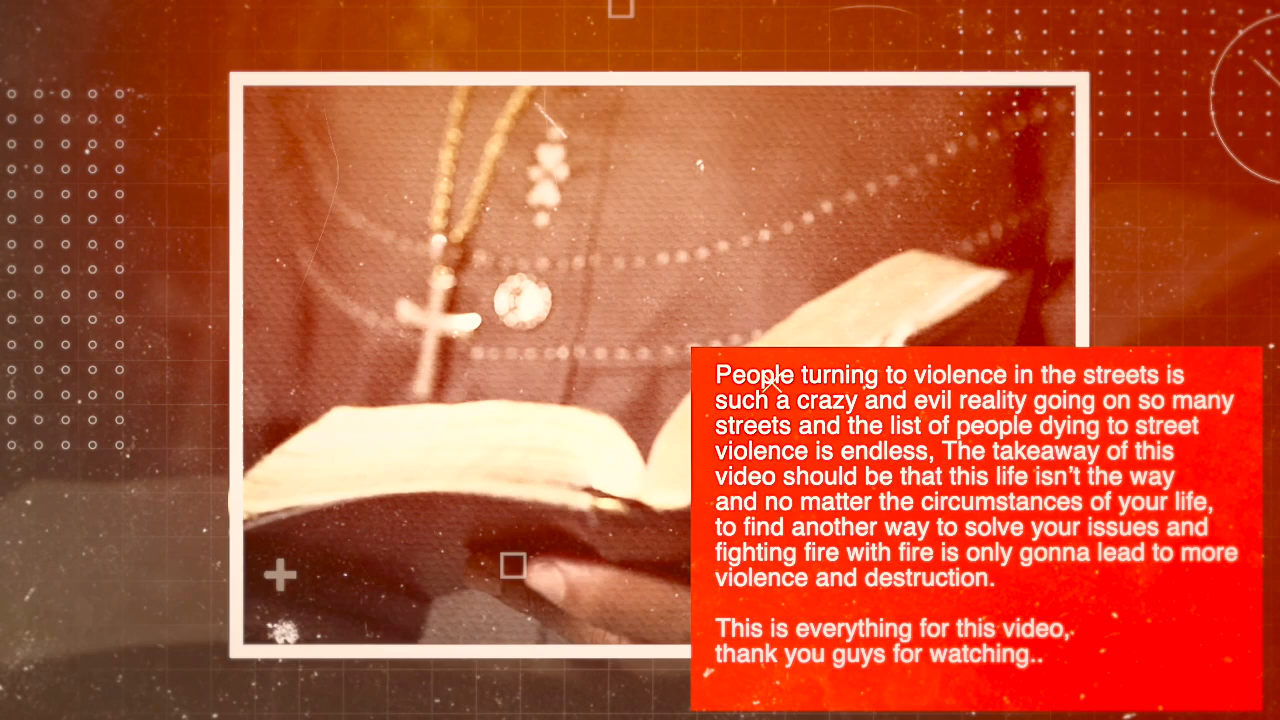 People turning to violence in the streets is
such a crazy and evil reality going on so many
streets and the list of people dying to street
violence is endless, The takeaway of this
video should be that this life isn't the way
and no matter the circumstances of your life,
to find another way to solve your issues and
fighting fire with fire is only gonna lead to more
violence and destruction.
This is everything for this video,
thank you guys for watching..